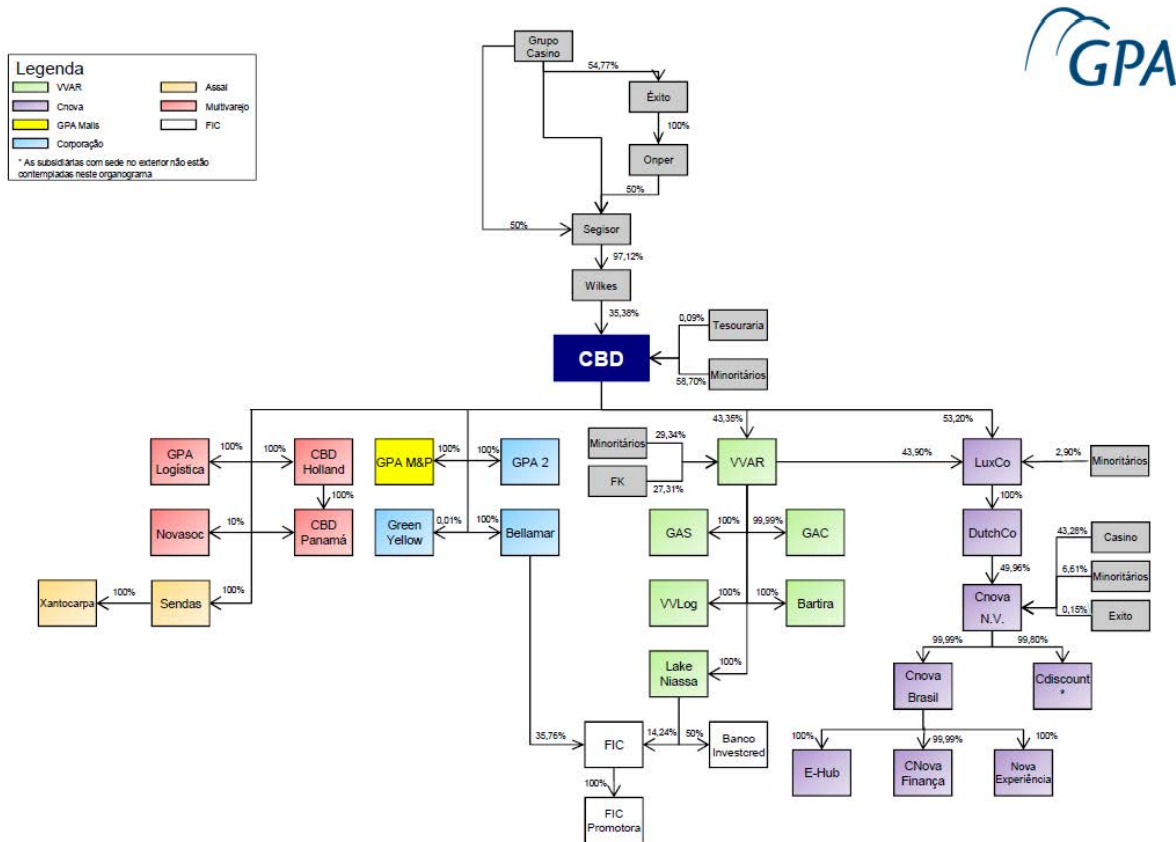 GPA
Grupo
Casino
54,77%
Legenda
VVAR
Assaí
Cnova
Multivarejo
GPA Malls
FIC
Corporação
* As subsidiárias com sede no exterior não estão
contempladas neste organograma
Éxito
100%
Onper
50%
50%
Segisor
97,12%
Wilkes
35,38%
0,09%
Tesouraria
CBD
Minoritários
58,70%
43,35%
53,20%
GPA
Logística
100%
100%
CBD
Holland
GPA M&P
100%
100%
GPA 2
Minoritários
29,34%
FK
27,31%
VVAR
43,90%
LuxCo
2,90%
Minoritários
100%
100%
Novasoc
10%
CBD
Panamá
Green
Yellow
0,01%
100%
Bellamar
GAS
100%
99,99%
GAC
DutchCo
43,28%
Casino
49,96%
6,61%
Minoritários
Xantocarpa
100%
Sendas
100%
VVLog
100%
100%
Bartira
Cnova
N.V.
0,15%
Exito
99,99%
99,80%
Lake
Niassa
100%
Cnova
Brasil
Cdiscount
*
35,76%
FIC
14,24%
50%
Banco
Investcred
100%
99,99%
100%
E-Hub
CNova
Finança
Nova
Experiência
100%
FIC
Promotora